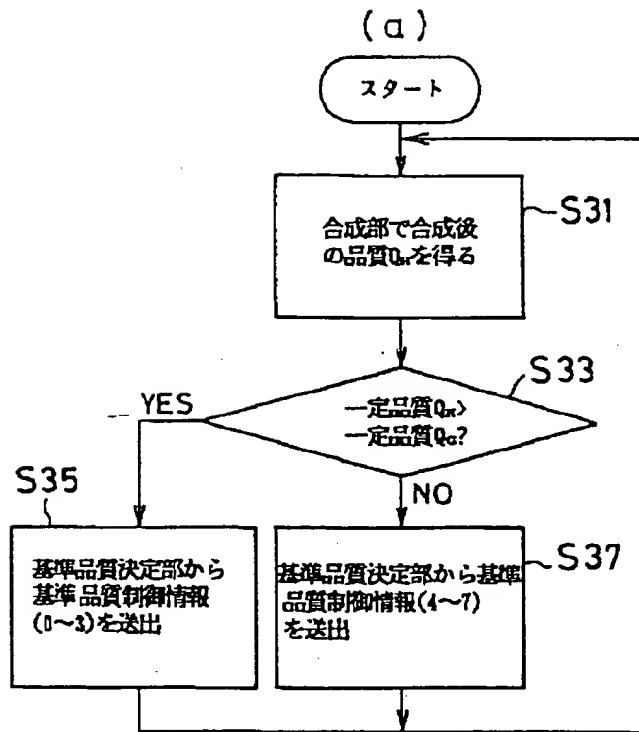 (a)
スタート
合成部で合成後
の品質Qₘを得る
S31
一定品質Qₘ>
一定品質Q_G?
S33
YES
NO
S35
基準品質決定部から
基準品質制御情報
(0〜3)を送出
基準品質決定部から基準
品質制御情報(4〜7)
を送出
S37